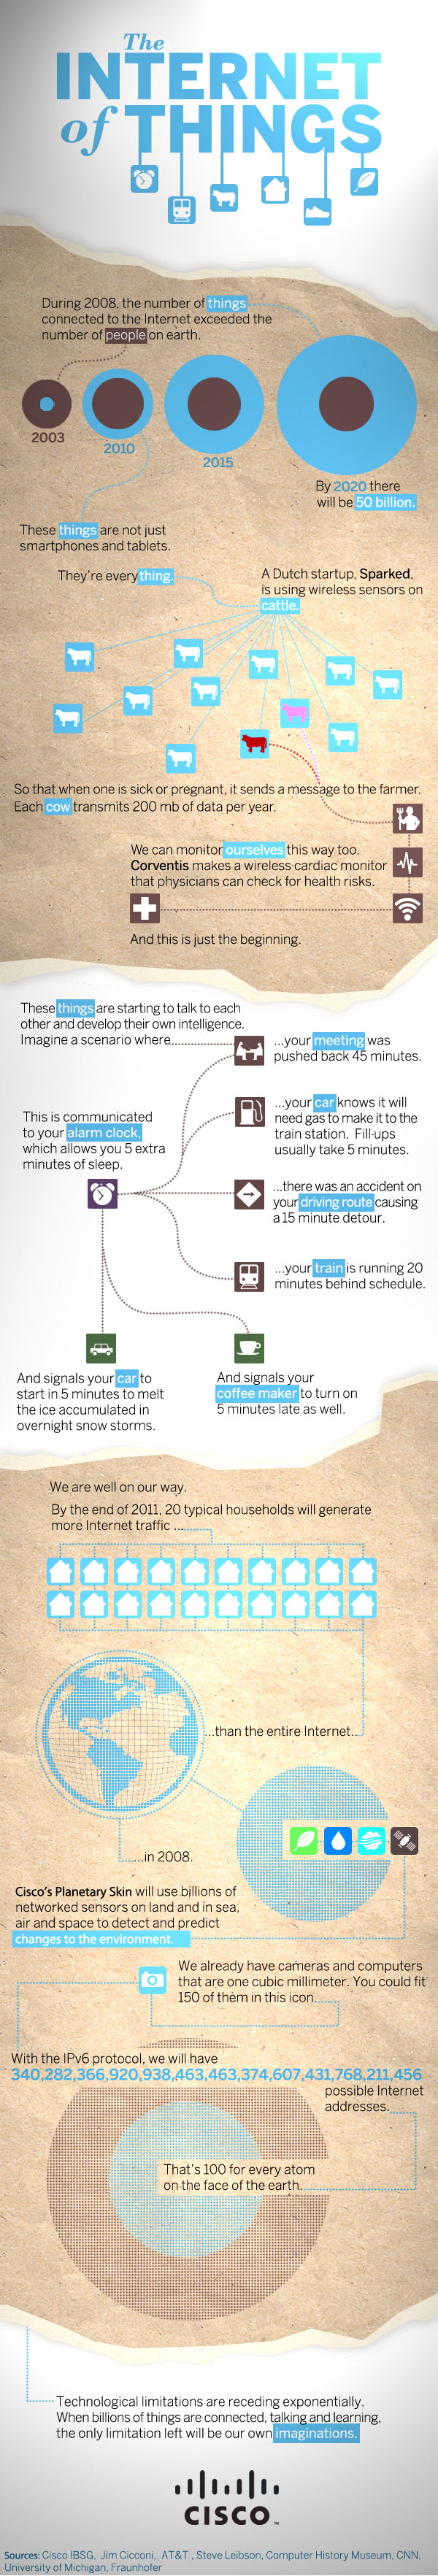 The
INTERNET
of THINGS
During 2008, the number of things
connected to the Internet exceeded the
number of people on earth.
2003
2010
2015
By 2020 there
will be 50 billion.
These things are not just
smartphones and tablets.
They're every thing.
A Dutch startup, Sparked,
is using wireless sensors on
cattle.
So that when one is sick or pregnant, it sends a message to the farmer.
Each cow transmits 200 mb of data per year.
We can monitor ourselves this way too.
Corventis makes a wireless cardiac monitor
that physicians can check for health risks.
And this is just the beginning.
These things are starting to talk to each
other and develop their own intelligence.
Imagine a scenario where...
...your meeting was
pushed back 45 minutes.
...your car knows it will
need gas to make it to the
train station. Fill-ups
usually take 5 minutes.
This is communicated
to your alarm clock,
which allows you 5 extra
minutes of sleep.
...there was an accident on
your driving route causing
a 15 minute detour.
...your train is running 20
minutes behind schedule.
And signals your car to
start in 5 minutes to melt
the ice accumulated in
overnight snow storms.
And signals your
coffee maker to turn on
5 minutes late as well.
We are well on our way.
By the end of 2011, 20 typical households will generate
more Internet traffic ...
...than the entire Internet...
...in 2008.
Cisco's Planetary Skin will use billions of
networked sensors on land and in sea,
air and space to detect and predict
changes to the environment.
We already have cameras and computers
that are one cubic millimeter. You could fit
150 of them in this icon.
With the IPv6 protocol, we will have
340,282,366,920,938,463,463,374,607,431,768,211,456
possible Internet
addresses.
That's 100 for every atom
on the face of the earth.
Technological limitations are receding exponentially.
When billions of things are connected, talking and learning,
the only limitation left will be our own imaginations.
CISCO™
Sources: Cisco IBSG, Jim Cicconi, AT&T, Steve Leibson, Computer History Museum, CNN,
University of Michigan, Fraunhofer